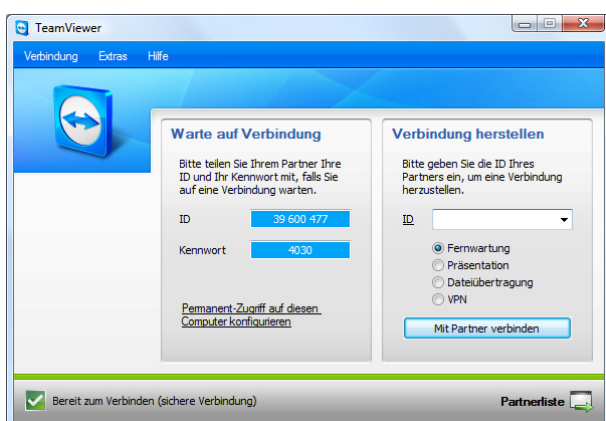 TeamViewer
Verbindung Extras Hilfe
Warte auf Verbindung
Bitte teilen Sie Ihrem Partner Ihre
ID und Ihr Kennwort mit, falls Sie
auf eine Verbindung warten.
ID 39 600 477
Kennwort 4030
Permanent-Zugriff auf diesen
Computer konfigurieren
Verbindung herstellen
Bitte geben Sie die ID Ihres
Partners ein, um eine Verbindung
herzustellen.
ID
Fernwartung
Präsentation
Dateiübertragung
VPN
Mit Partner verbinden
Bereit zum Verbinden (sichere Verbindung)
Partnerliste